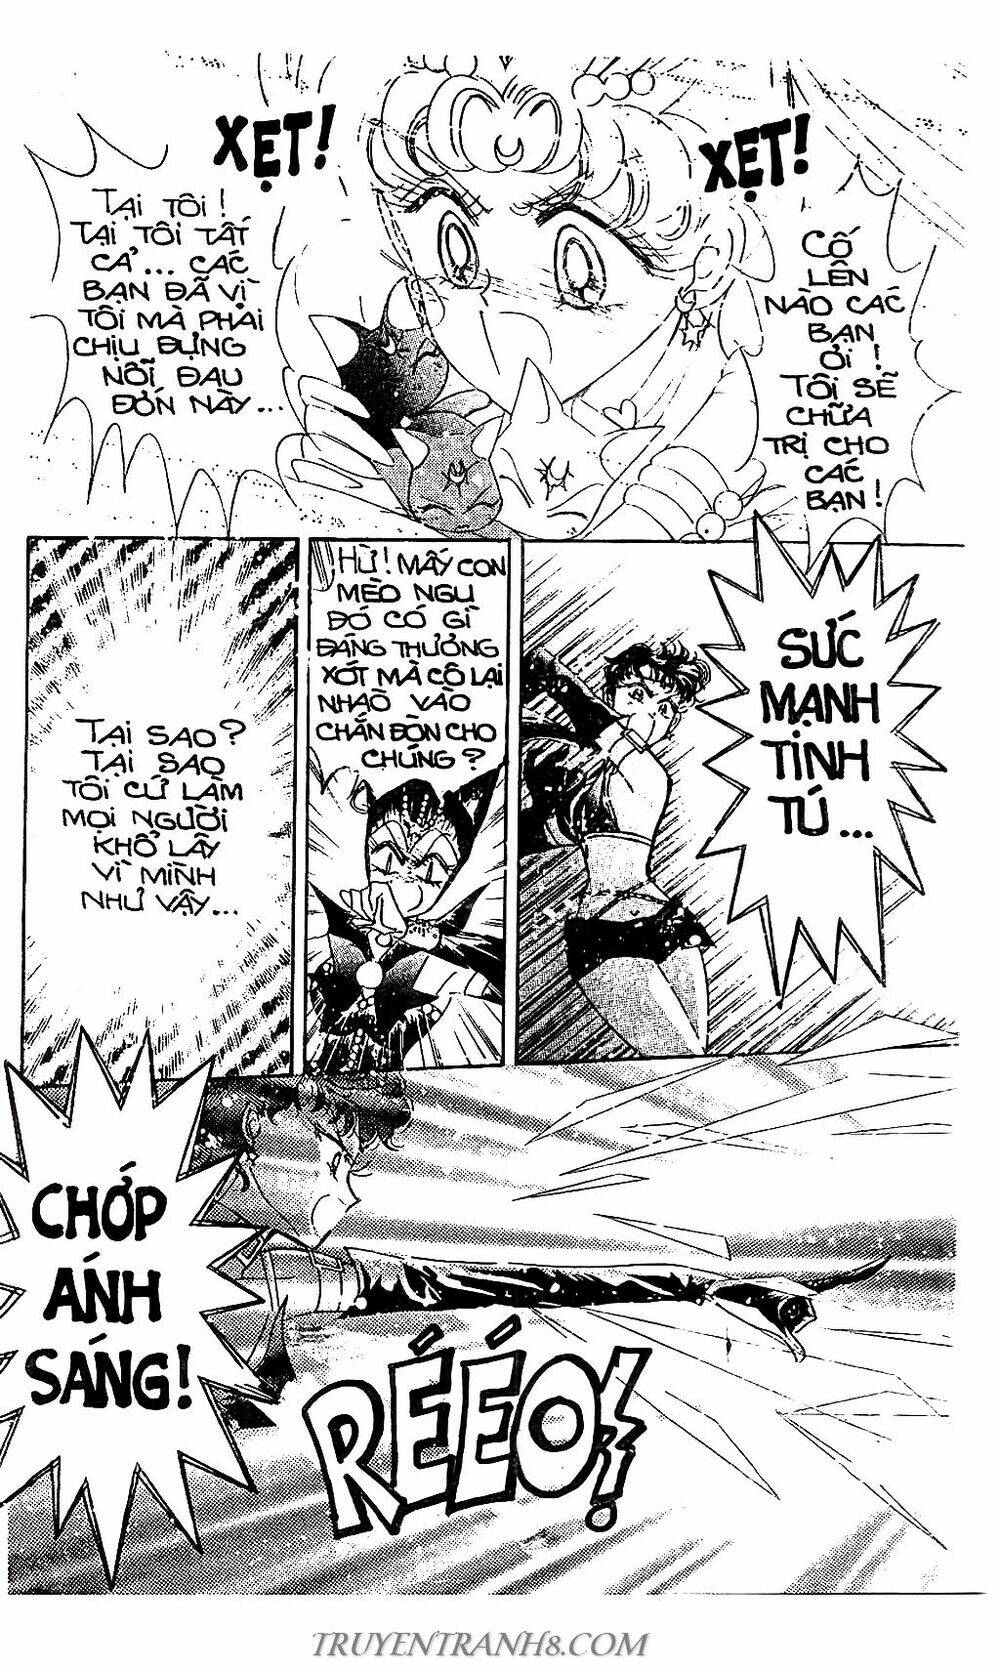 XẸT!
XẸT!
TẠI TÔI!
TẠI TÔI TẤT
CẢ... CÁC
BẠN ĐÃ VÌ
TÔI MÀ PHẢI
CHỊU ĐỰNG
NỖI ĐAU
ĐỚN NÀY...
CỐ
LÊN
NÀO CÁC
BẠN
ƠI!
TÔI SẼ
CHỮA
TRỊ CHO
CÁC
BẠN!
TẠI SAO?
TẠI SAO
TÔI CỨ LÀM
MỌI NGƯỜI
KHỔ LÂY
VÌ MÌNH
NHƯ VẬY...
HỪ! MẤY CON
MÈO NGU
ĐÓ CÓ GÌ
ĐÁNG THƯƠNG
XÓT MÀ CÔ LẠI
NHÀO VÀO
CHẮN ĐÒN CHO
CHÚNG?
SỨC
MẠNH
TINH
TÚ...
CHỚP
ÁNH
SÁNG!
RÉÉO!
TRUYENTRANH8.COM